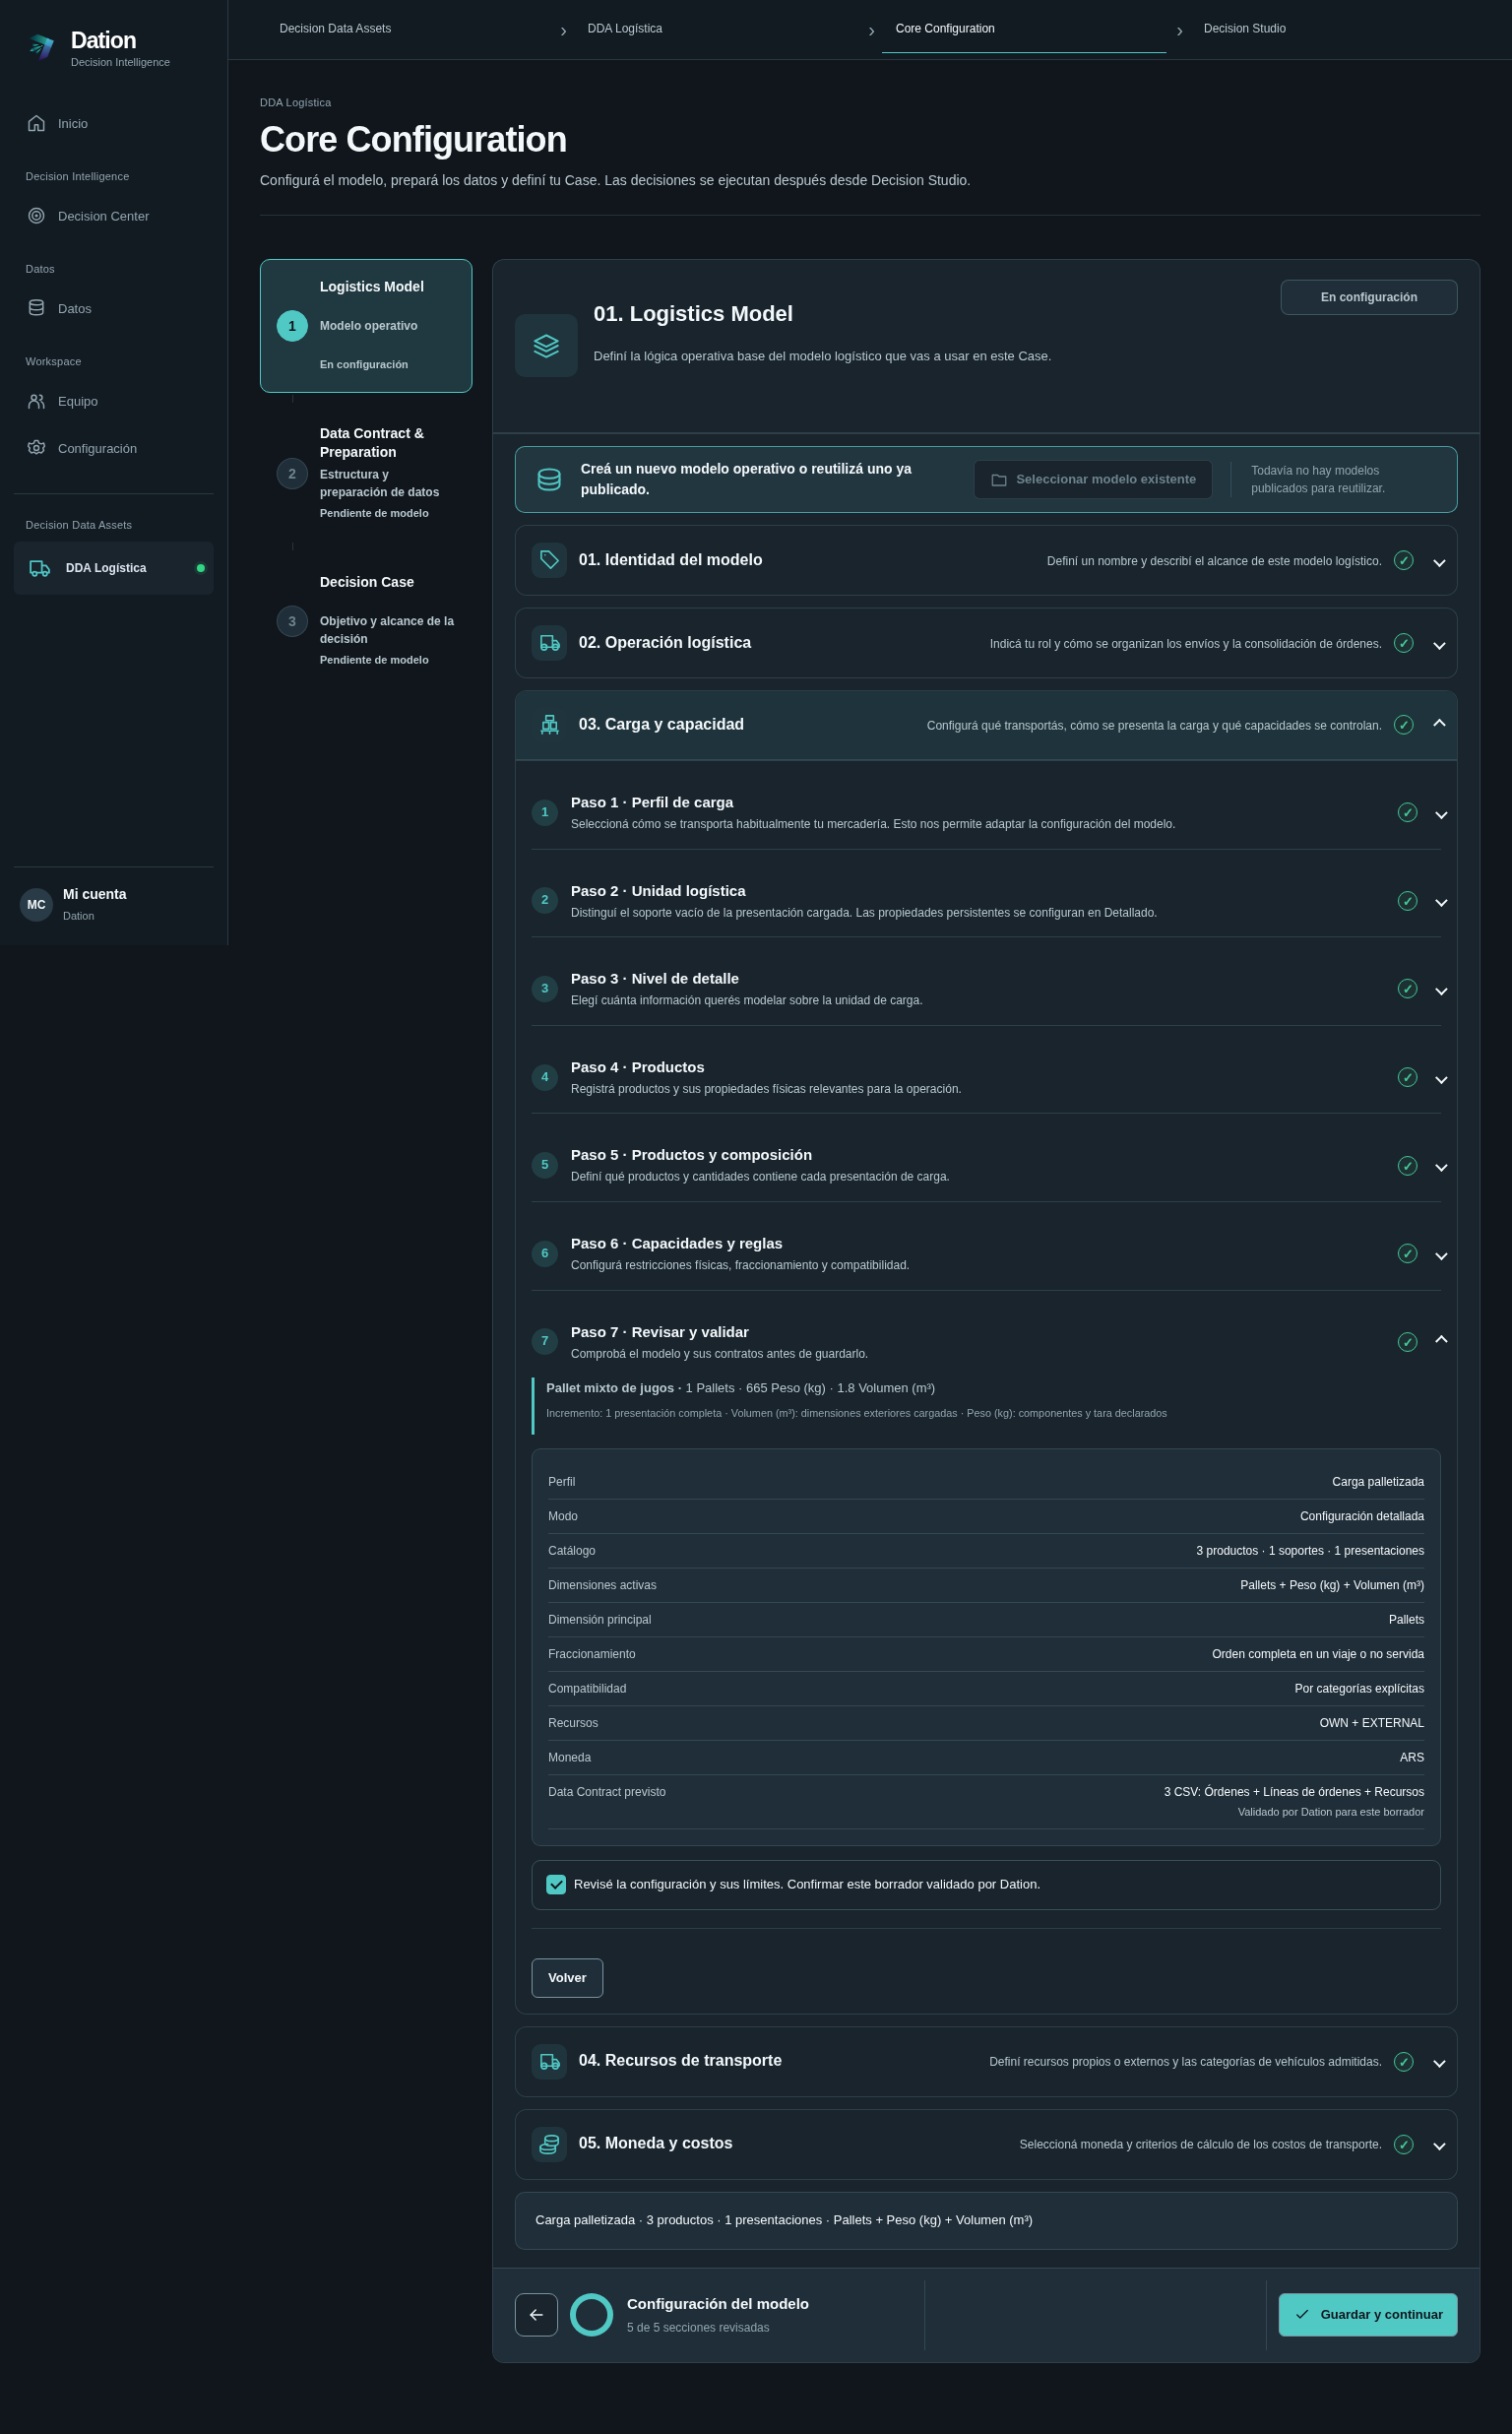 Dation
Decision Intelligence
Inicio
Decision Intelligence
Decision Center
Datos
Datos
Workspace
Equipo
Configuración
Decision Data Assets
DDA Logística
MC
Mi cuenta
Dation
Decision Data Assets
DDA Logística
Core Configuration
Decision Studio
DDA Logística
Core Configuration
Configurá el modelo, prepará los datos y definí tu Case. Las decisiones se ejecutan después desde Decision Studio.
Logistics Model
1
Modelo operativo
En configuración
Data Contract &
Preparation
2
Estructura y
preparación de datos
Pendiente de modelo
Decision Case
3
Objetivo y alcance de la
decisión
Pendiente de modelo
01. Logistics Model
Definí la lógica operativa base del modelo logístico que vas a usar en este Case.
En configuración
Creá un nuevo modelo operativo o reutilizá uno ya
publicado.
Seleccionar modelo existente
Todavía no hay modelos
publicados para reutilizar.
01. Identidad del modelo
Definí un nombre y describí el alcance de este modelo logístico.
02. Operación logística
Indicá tu rol y cómo se organizan los envíos y la consolidación de órdenes.
03. Carga y capacidad
Configurá qué transportás, cómo se presenta la carga y qué capacidades se controlan.
1
Paso 1 · Perfil de carga
Seleccioná cómo se transporta habitualmente tu mercadería. Esto nos permite adaptar la configuración del modelo.
2
Paso 2 · Unidad logística
Distinguí el soporte vacío de la presentación cargada. Las propiedades persistentes se configuran en Detallado.
3
Paso 3 · Nivel de detalle
Elegí cuánta información querés modelar sobre la unidad de carga.
4
Paso 4 · Productos
Registrá productos y sus propiedades físicas relevantes para la operación.
5
Paso 5 · Productos y composición
Definí qué productos y cantidades contiene cada presentación de carga.
6
Paso 6 · Capacidades y reglas
Configurá restricciones físicas, fraccionamiento y compatibilidad.
7
Paso 7 · Revisar y validar
Comprobá el modelo y sus contratos antes de guardarlo.
Pallet mixto de jugos · 1 Pallets · 665 Peso (kg) · 1.8 Volumen (m³)
Incremento: 1 presentación completa · Volumen (m³): dimensiones exteriores cargadas · Peso (kg): componentes y tara declarados
Perfil
Carga palletizada
Modo
Configuración detallada
Catálogo
3 productos · 1 soportes · 1 presentaciones
Dimensiones activas
Pallets + Peso (kg) + Volumen (m³)
Dimensión principal
Pallets
Fraccionamiento
Orden completa en un viaje o no servida
Compatibilidad
Por categorías explícitas
Recursos
OWN + EXTERNAL
Moneda
ARS
Data Contract previsto
3 CSV: Órdenes + Líneas de órdenes + Recursos
Validado por Dation para este borrador
Revisé la configuración y sus límites. Confirmar este borrador validado por Dation.
Volver
04. Recursos de transporte
Definí recursos propios o externos y las categorías de vehículos admitidas.
05. Moneda y costos
Seleccioná moneda y criterios de cálculo de los costos de transporte.
Carga palletizada · 3 productos · 1 presentaciones · Pallets + Peso (kg) + Volumen (m³)
Configuración del modelo
5 de 5 secciones revisadas
Guardar y continuar